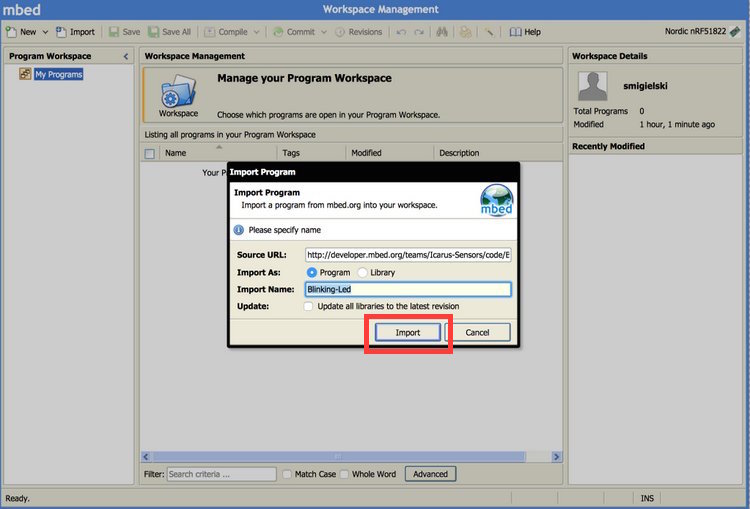 mbed
Workspace Management
New Import Save Save All Compile Commit Revisions Help Nordic nRF51822
Program Workspace
My Programs
Workspace Management
Manage your Program Workspace
Workspace
Choose which programs are open in your Program Workspace.
Listing all programs in your Program Workspace
Name Tags Modified Description
Your P
Import Program
Import Program
Import a program from mbed.org into your workspace.
mbed
Please specify name
Source URL: http://developer.mbed.org/teams/Icarus-Sensors/code/B
Import As: Program Library
Import Name: Blinking-Led
Update: Update all libraries to the latest revision
Import Cancel
Filter: Search criteria ... Match Case Whole Word Advanced
Workspace Details
smigielski
Total Programs 0
Modified 1 hour, 1 minute ago
Recently Modified
Ready. INS